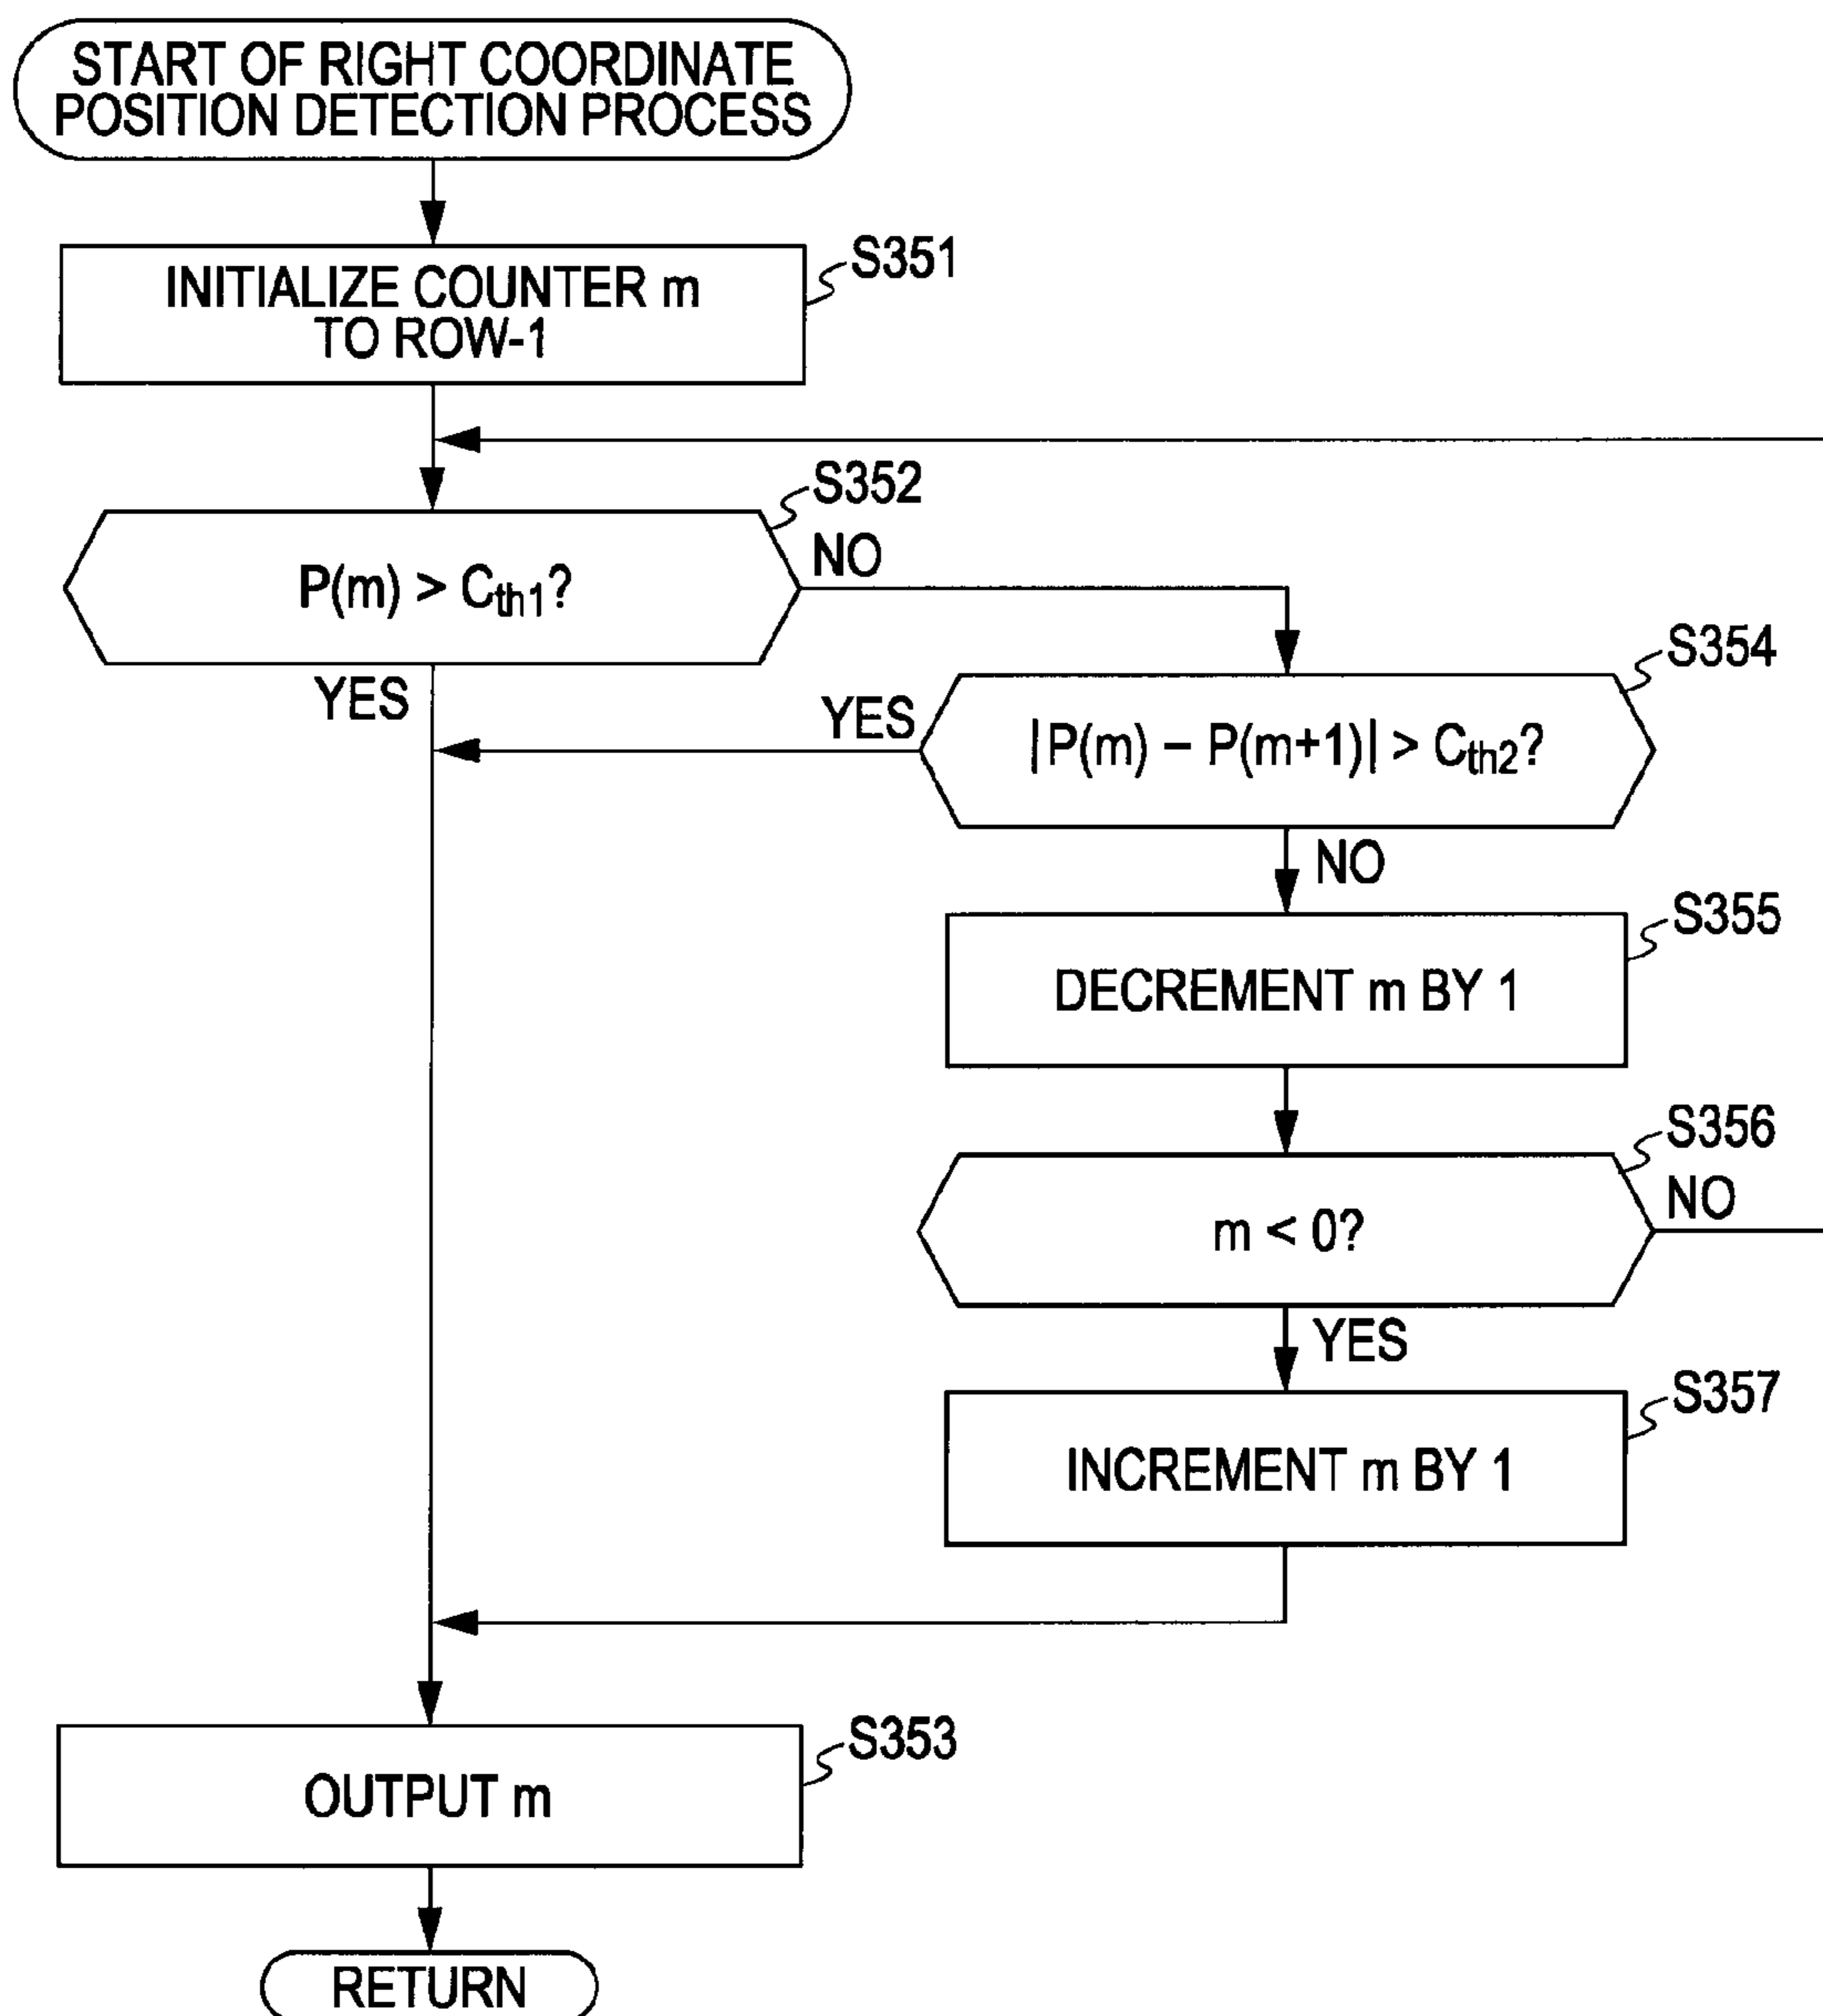 START OF RIGHT COORDINATE
POSITION DETECTION PROCESS
S351
INITIALIZE COUNTER m
TO ROW-1
S352
P(m) > Cth1?
NO
YES
S354
|P(m) – P(m+1)| > Cth2?
YES
NO
S355
DECREMENT m BY 1
S356
m < 0?
NO
YES
S357
INCREMENT m BY 1
S353
OUTPUT m
RETURN